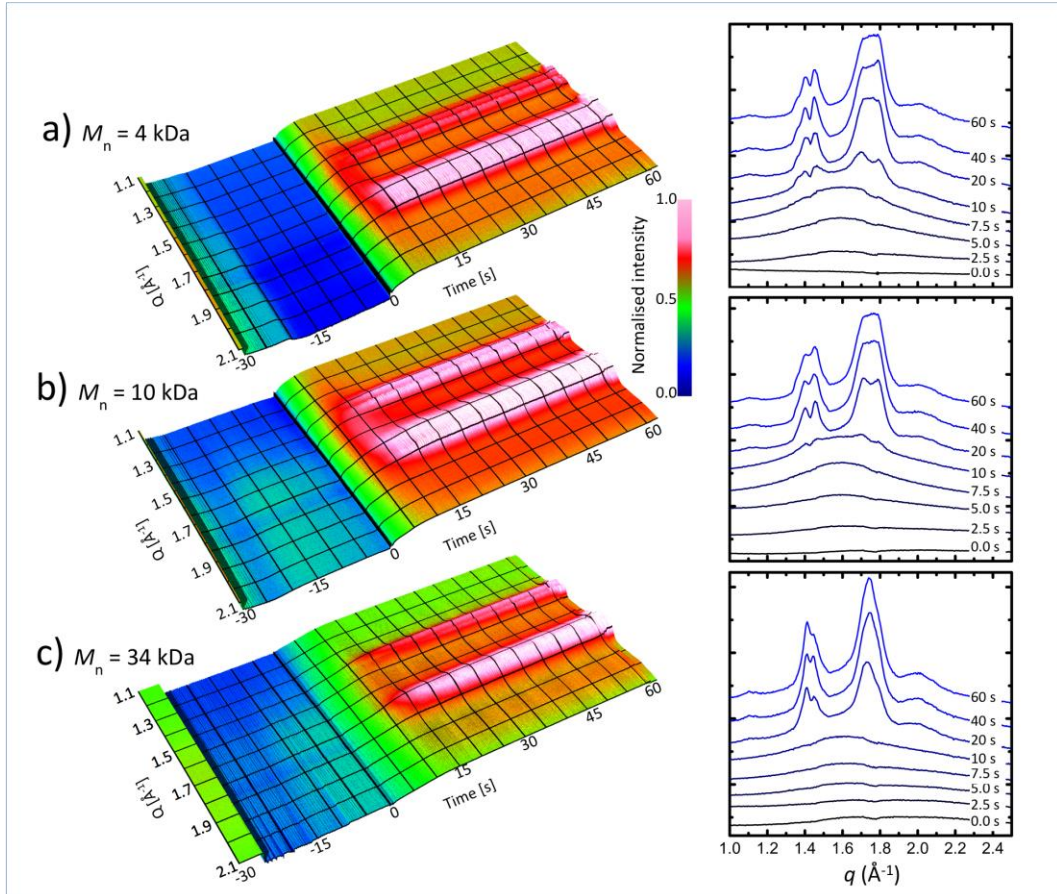 a) Mn = 4 kDa
1.1
1.3
1.5
1.7
1.9
2.1
Q [Å-1]
-30
-15
0
15
30
45
60
Time [s]
b) Mn = 10 kDa
1.1
1.3
1.5
1.7
1.9
2.1
Q [Å-1]
-30
-15
0
15
30
45
60
Time [s]
c) Mn = 34 kDa
1.1
1.3
1.5
1.7
1.9
2.1
Q [Å-1]
-30
-15
0
15
30
45
60
Time [s]
1.0
0.5
0.0
Normalised intensity
60 s
40 s
20 s
10 s
7.5 s
5.0 s
2.5 s
0.0 s
60 s
40 s
20 s
10 s
7.5 s
5.0 s
2.5 s
0.0 s
60 s
40 s
20 s
10 s
7.5 s
5.0 s
2.5 s
0.0 s
1.0 1.2 1.4 1.6 1.8 2.0 2.2 2.4
q (Å-1)